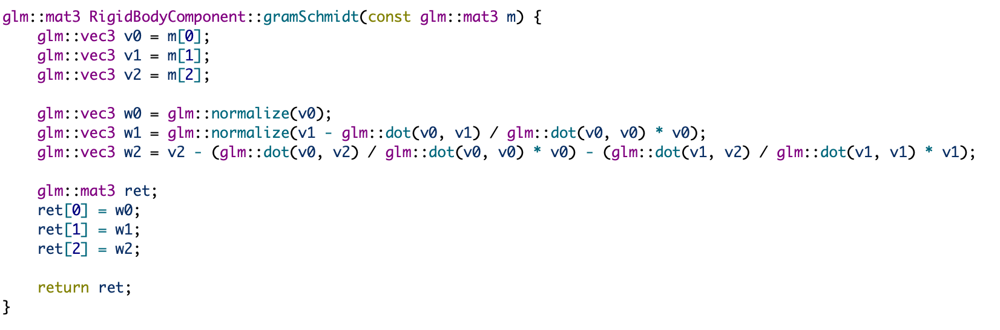 glm::mat3 RigidBodyComponent::gramSchmidt(const glm::mat3 m) {
    glm::vec3 v0 = m[0];
    glm::vec3 v1 = m[1];
    glm::vec3 v2 = m[2];

    glm::vec3 w0 = glm::normalize(v0);
    glm::vec3 w1 = glm::normalize(v1 - glm::dot(v0, v1) / glm::dot(v0, v0) * v0);
    glm::vec3 w2 = v2 - (glm::dot(v0, v2) / glm::dot(v0, v0) * v0) - (glm::dot(v1, v2) / glm::dot(v1, v1) * v1);

    glm::mat3 ret;
    ret[0] = w0;
    ret[1] = w1;
    ret[2] = w2;

    return ret;
}